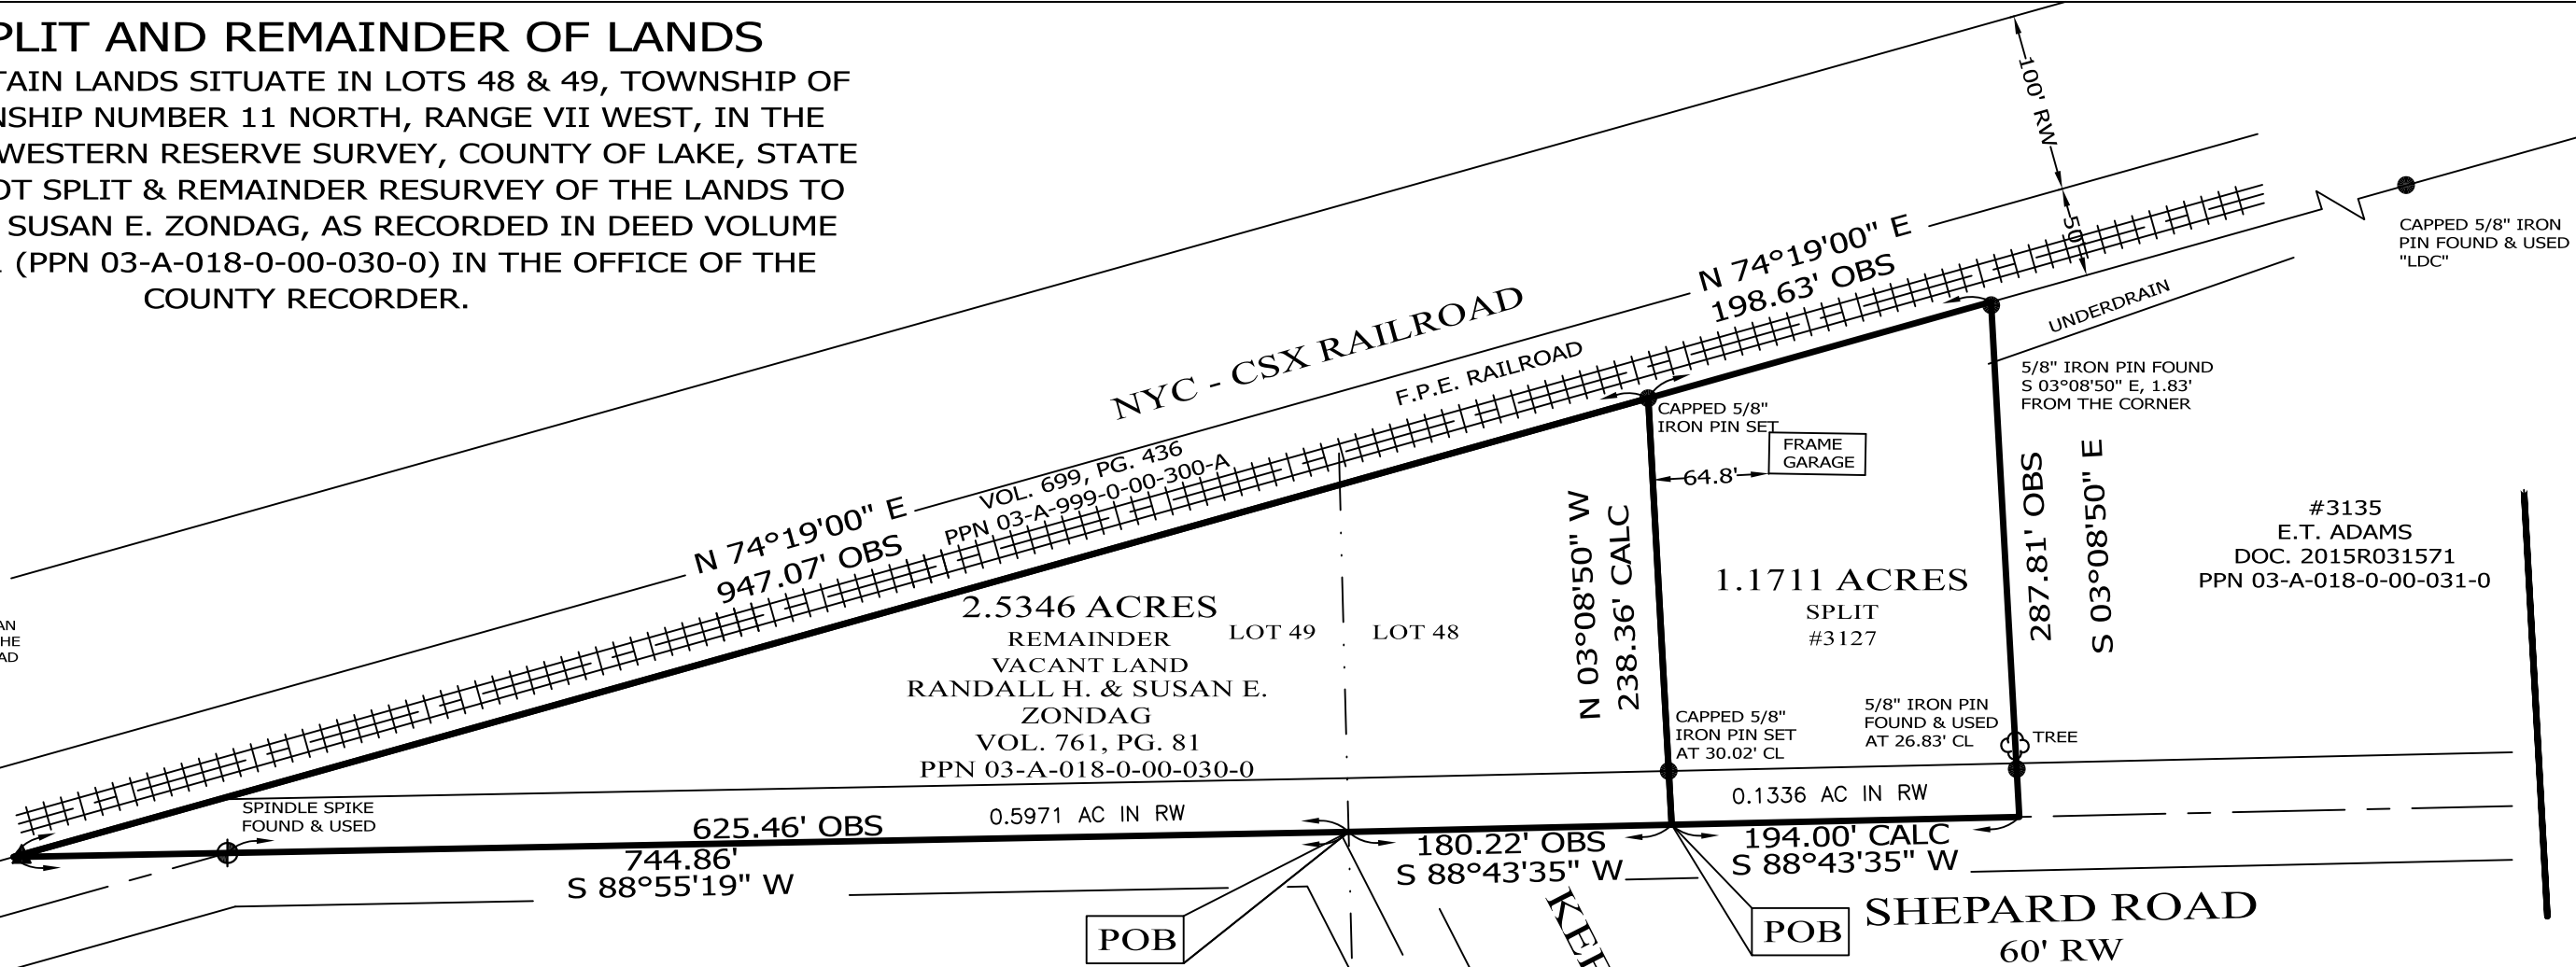 PLIT AND REMAINDER OF LANDS
TAIN LANDS SITUATE IN LOTS 48 & 49, TOWNSHIP OF
NSHIP NUMBER 11 NORTH, RANGE VII WEST, IN THE
WESTERN RESERVE SURVEY, COUNTY OF LAKE, STATE
OT SPLIT & REMAINDER RESURVEY OF THE LANDS TO
SUSAN E. ZONDAG, AS RECORDED IN DEED VOLUME
(PPN 03-A-018-0-00-030-0) IN THE OFFICE OF THE
COUNTY RECORDER.
100' RW
50'
CAPPED 5/8" IRON
PIN FOUND & USED
"LDC"
N 74°19'00" E
198.63' OBS
NYC - CSX RAILROAD
F.P.E. RAILROAD
UNDERDRAIN
5/8" IRON PIN FOUND
S 03°08'50" E, 1.83'
FROM THE CORNER
CAPPED 5/8"
IRON PIN SET
FRAME
GARAGE
64.8'
VOL. 699, PG. 436
PPN 03-A-999-0-00-300-A
N 74°19'00" E
947.07' OBS
2.5346 ACRES
REMAINDER
VACANT LAND
RANDALL H. & SUSAN E.
ZONDAG
VOL. 761, PG. 81
PPN 03-A-018-0-00-030-0
LOT 49
LOT 48
N 03°08'50" W
238.36' CALC
1.1711 ACRES
SPLIT
#3127
287.81' OBS
S 03°08'50" E
#3135
E.T. ADAMS
DOC. 2015R031571
PPN 03-A-018-0-00-031-0
AN
HE
AD
CAPPED 5/8"
IRON PIN SET
AT 30.02' CL
5/8" IRON PIN
FOUND & USED
AT 26.83' CL
TREE
SPINDLE SPIKE
FOUND & USED
0.5971 AC IN RW
0.1336 AC IN RW
625.46' OBS
744.86'
S 88°55'19" W
180.22' OBS
S 88°43'35" W
194.00' CALC
S 88°43'35" W
POB
POB
SHEPARD ROAD
60' RW